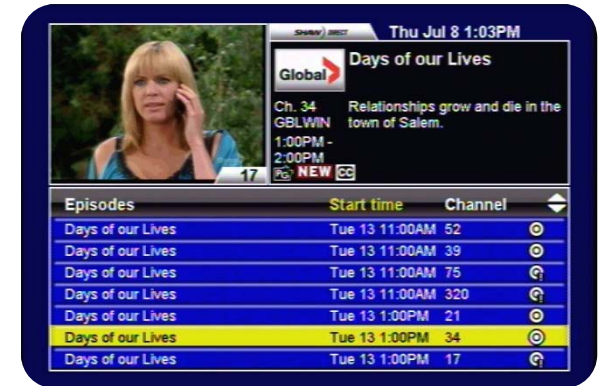 SHAW) DIRECT Thu Jul 8 1:03PM
Global
Days of our Lives
Ch. 34 Relationships grow and die in the
GBLWIN town of Salem.
1:00PM -
2:00PM
PG NEW CC
17
Episodes Start time Channel
Days of our Lives Tue 13 11:00AM 52
Days of our Lives Tue 13 11:00AM 39
Days of our Lives Tue 13 11:00AM 75
Days of our Lives Tue 13 11:00AM 320
Days of our Lives Tue 13 1:00PM 21
Days of our Lives Tue 13 1:00PM 34
Days of our Lives Tue 13 1:00PM 17